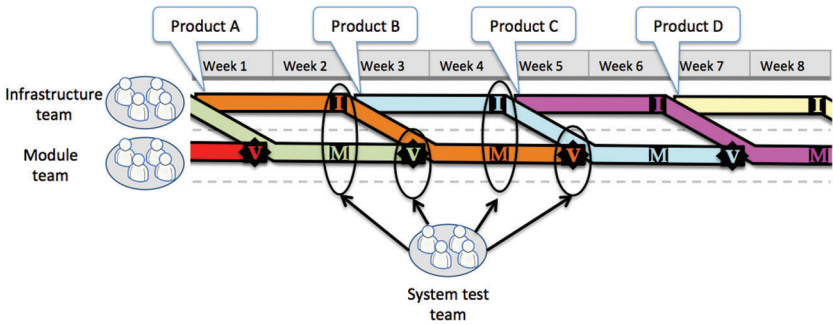 Product A
Product B
Product C
Product D
Week 1 Week 2 Week 3 Week 4 Week 5 Week 6 Week 7 Week 8
Infrastructure
team
I I I I
Module
team
V M V M V M V M
System test
team